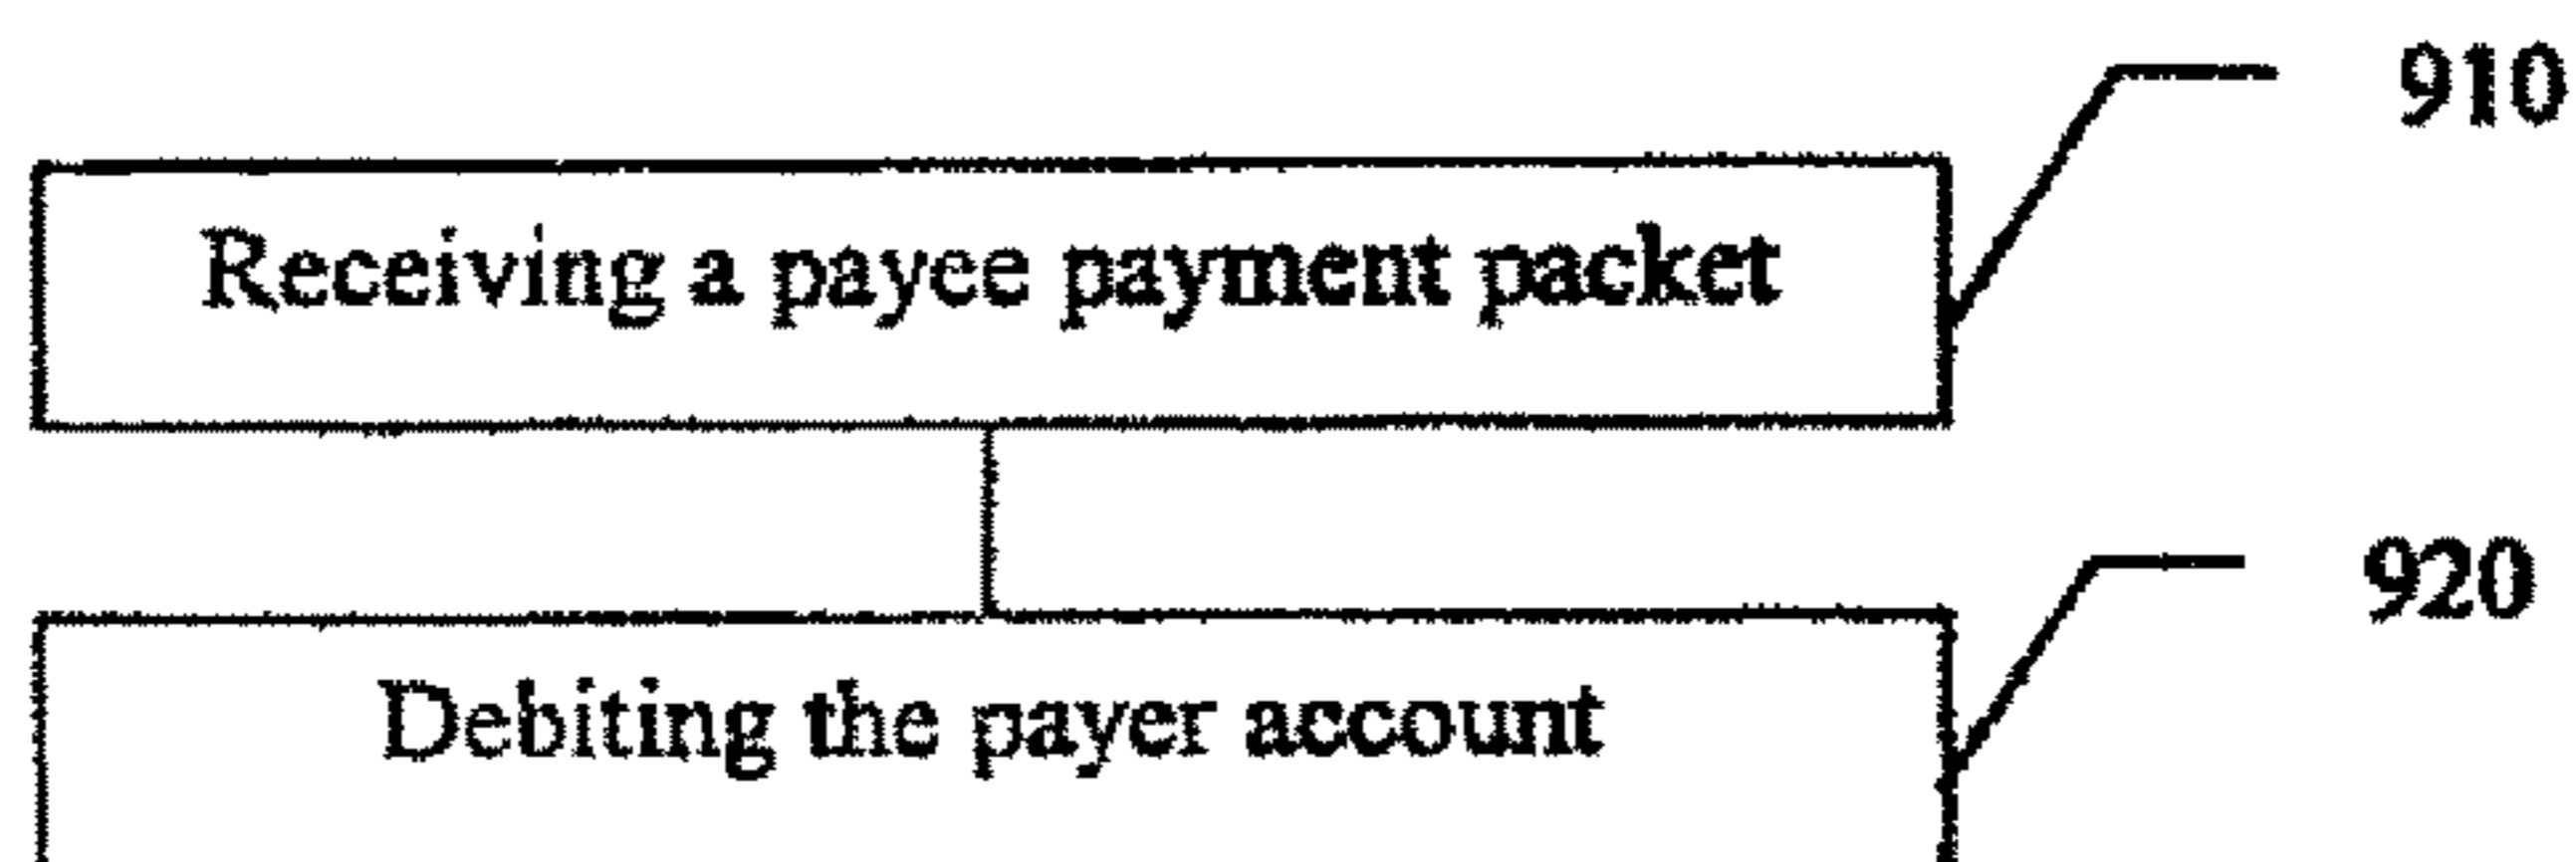 910
Receiving a payee payment packet
920
Debiting the payer account